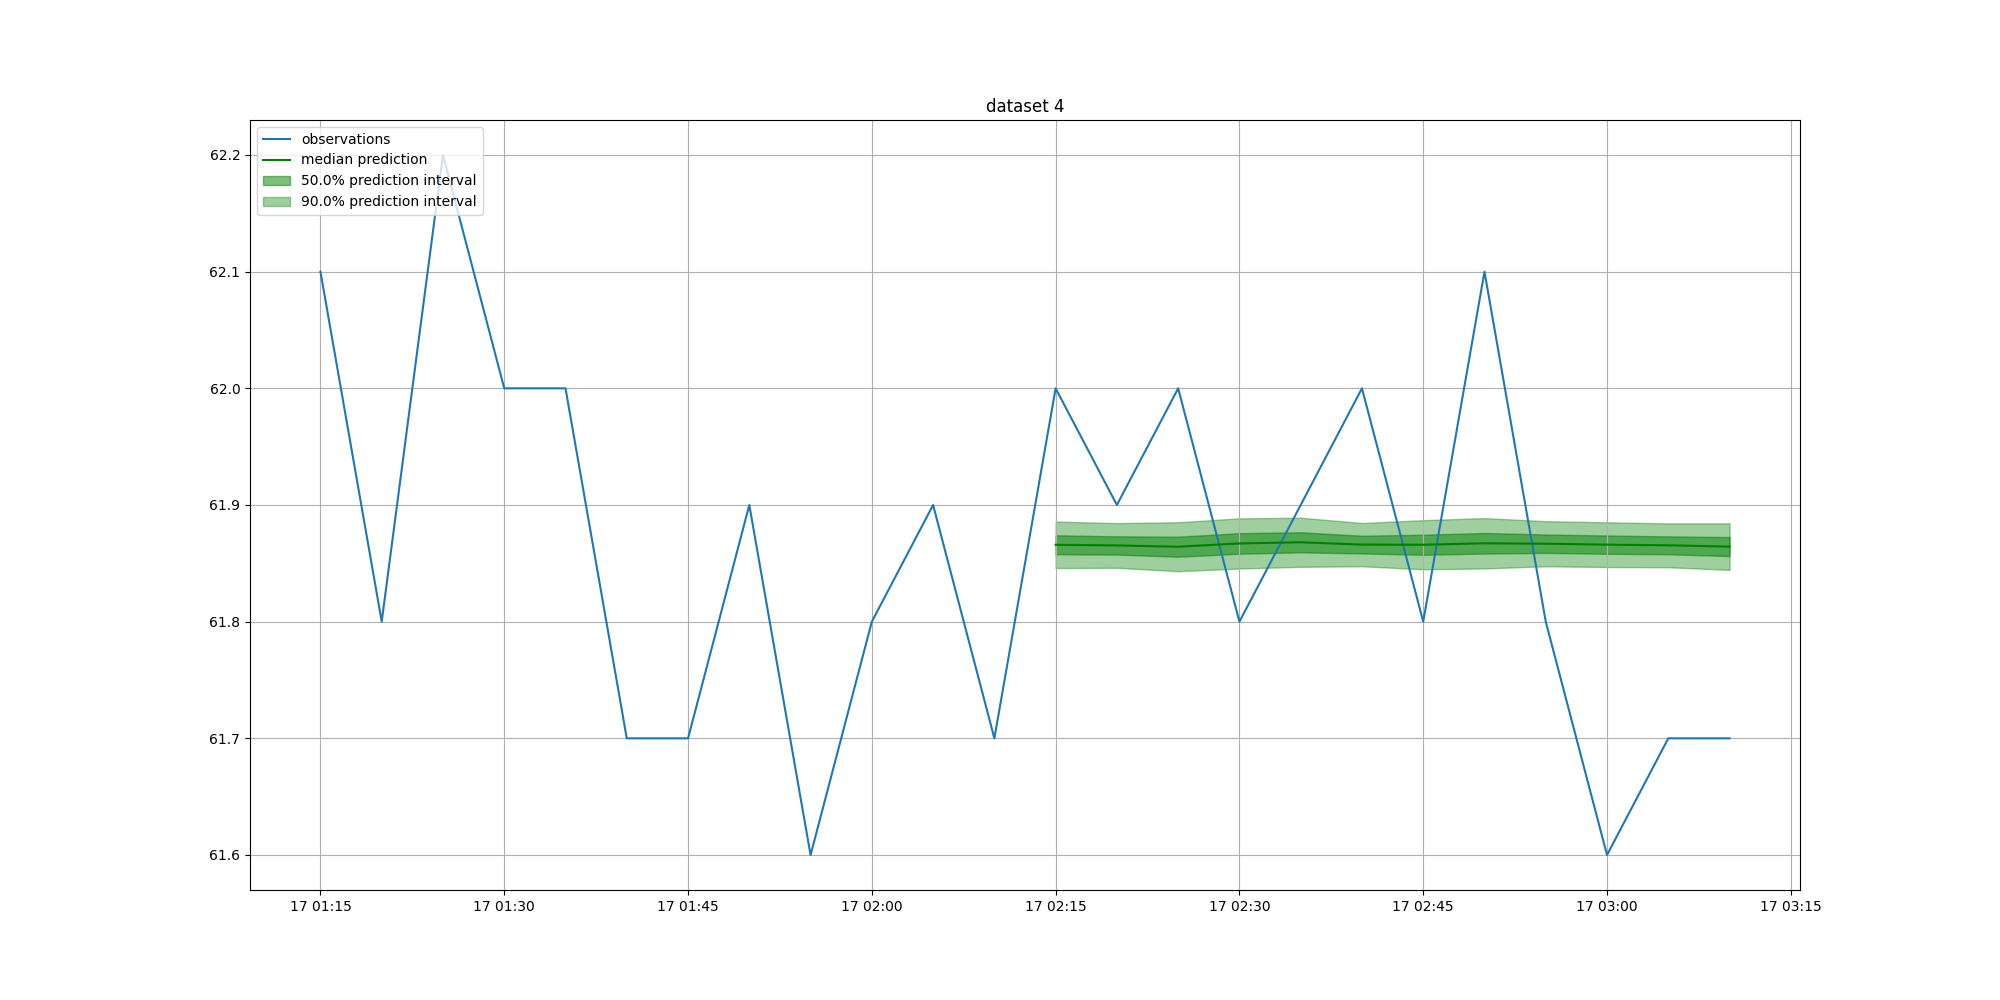 dataset 4
observations
median prediction
50.0% prediction interval
90.0% prediction interval
62.2
62.1
62.0
61.9
61.8
61.7
61.6
17 01:15 17 01:30 17 01:45 17 02:00 17 02:15 17 02:30 17 02:45 17 03:00 17 03:15